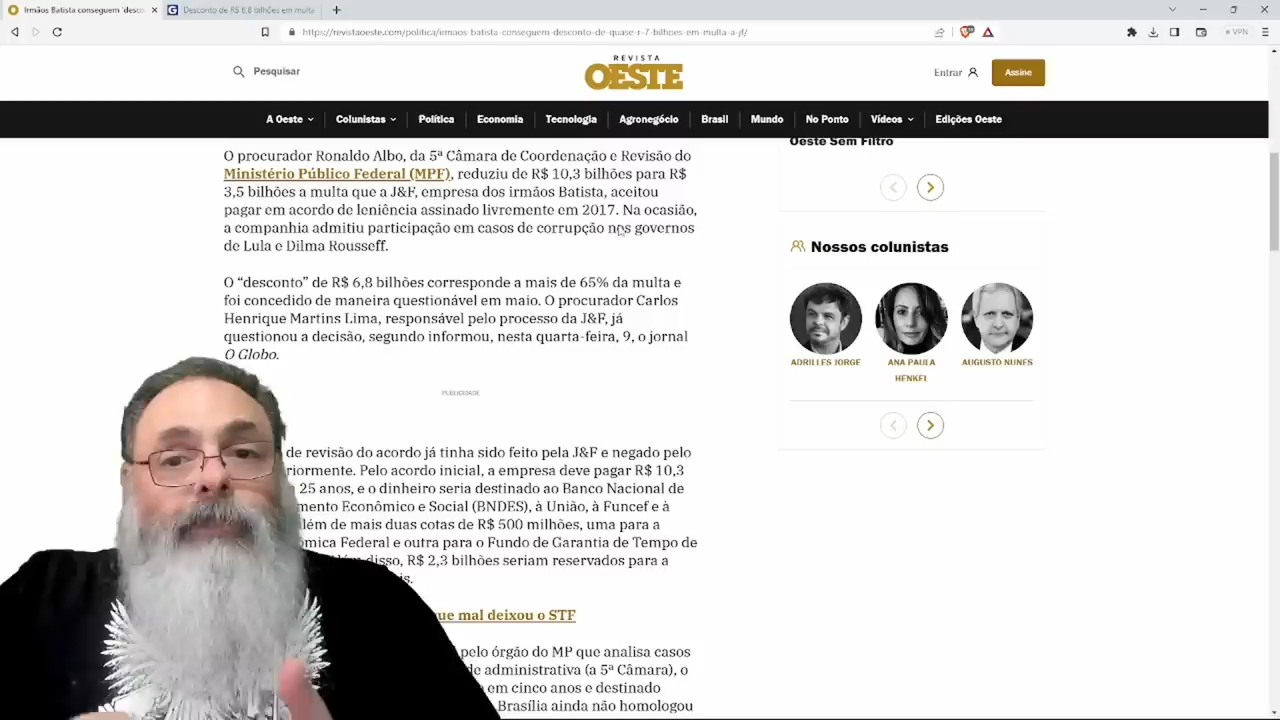 Irmãos Batista conseguem 'desc
Desconto de R$ 6,8 bilhões em multa
https://revistaoeste.com/politica/irmaos-batista-conseguem-desconto-de-quase-r-7-bilhoes-em-multa-a-jf/
VPN
Pesquisar
REVISTA
OESTE
Entrar
Assine
A Oeste
Colunistas
Política
Economia
Tecnologia
Agronegócio
Brasil
Mundo
No Ponto
Vídeos
Edições Oeste
O procurador Ronaldo Albo, da 5ª Câmara de Coordenação e Revisão do
Ministério Público Federal (MPF), reduziu de R$ 10,3 bilhões para R$
3,5 bilhões a multa que a J&F, empresa dos irmãos Batista, aceitou
pagar em acordo de leniência assinado livremente em 2017. Na ocasião,
a companhia admitiu participação em casos de corrupção nos governos
de Lula e Dilma Rousseff.
O “desconto” de R$ 6,8 bilhões corresponde a mais de 65% da multa e
foi concedido de maneira questionável em maio. O procurador Carlos
Henrique Martins Lima, responsável pelo processo da J&F, já
questionou a decisão, segundo informou, nesta quarta-feira, 9, o jornal
O Globo.
PUBLICIDADE
de revisão do acordo já tinha sido feito pela J&F e negado pelo
riormente. Pelo acordo inicial, a empresa deve pagar R$ 10,3
25 anos, e o dinheiro seria destinado ao Banco Nacional de
mento Econômico e Social (BNDES), à União, à Funcef e à
lém de mais duas cotas de R$ 500 milhões, uma para a
ômica Federal e outra para o Fundo de Garantia de Tempo de
disso, R$ 2,3 bilhões seriam reservados para a
is.
ue mal deixou o STF
pelo órgão do MP que analisa casos
de administrativa (a 5ª Câmara), o
em cinco anos e destinado
Brasília ainda não homologou
Oeste Sem Filtro
Nossos colunistas
ADRILLES JORGE
ANA PAULA
HENKEL
AUGUSTO NUNES